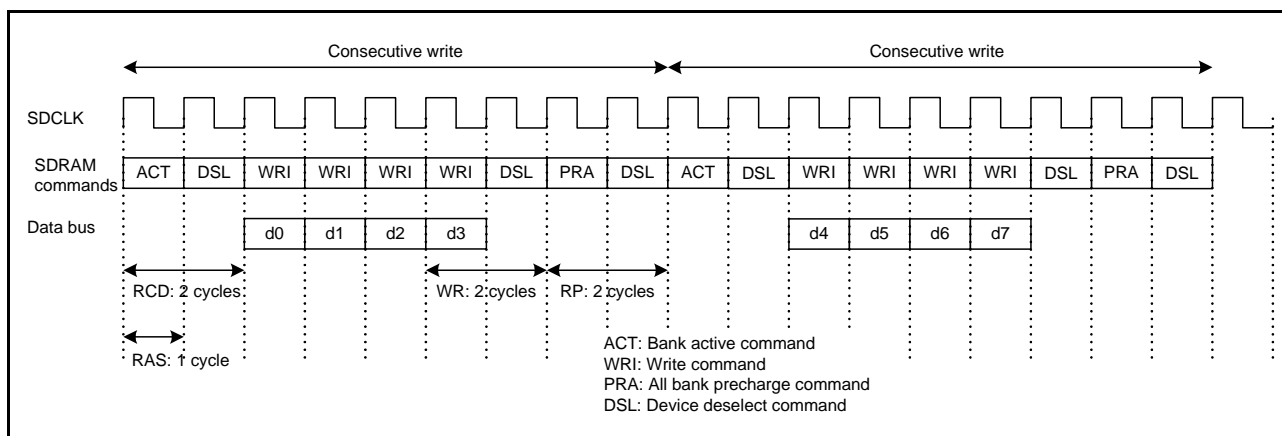 Consecutive write Consecutive write
SDCLK
SDRAM commands ACT DSL WRI WRI WRI WRI DSL PRA DSL ACT DSL WRI WRI WRI WRI DSL PRA DSL
Data bus d0 d1 d2 d3 d4 d5 d6 d7
RCD: 2 cycles WR: 2 cycles RP: 2 cycles
RAS: 1 cycle
ACT: Bank active command
WRI: Write command
PRA: All bank precharge command
DSL: Device deselect command